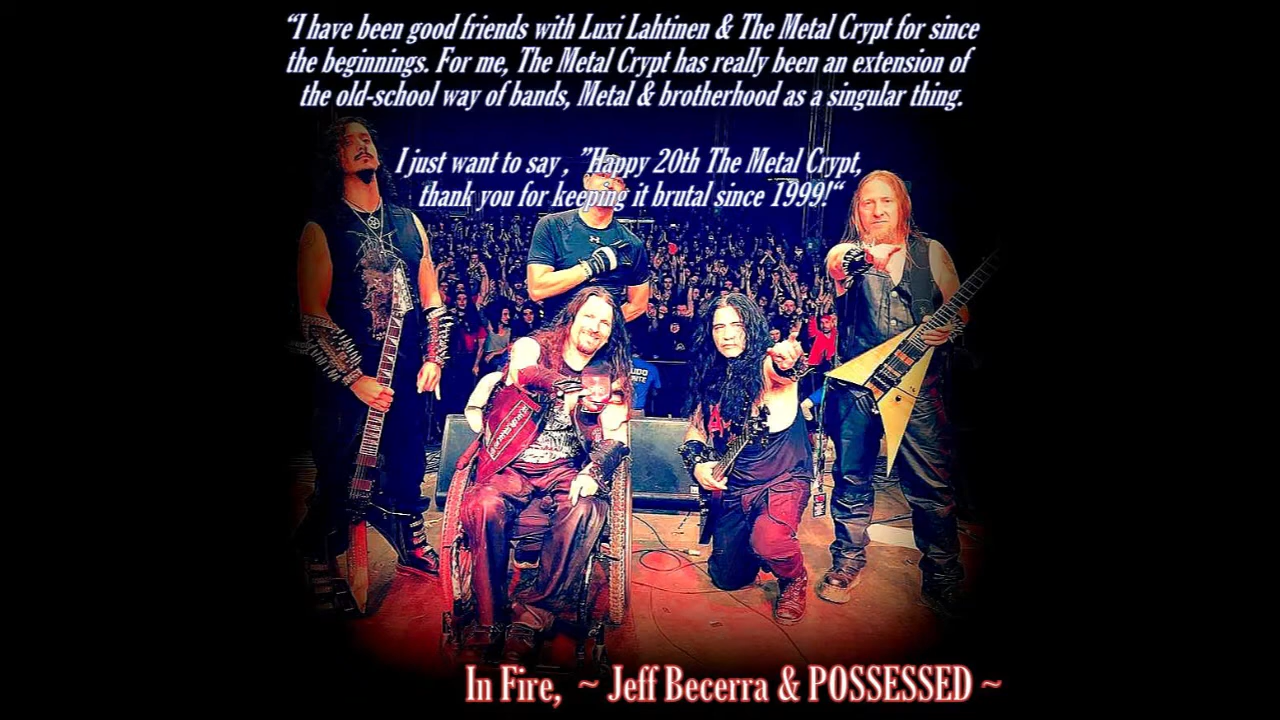 “I have been good friends with Luxi Lahtinen & The Metal Crypt for since
the beginnings. For me, The Metal Crypt has really been an extension of
the old-school way of bands, Metal & brotherhood as a singular thing.
I just want to say , ”Happy 20th The Metal Crypt,
thank you for keeping it brutal since 1999!“
In Fire, ~ Jeff Becerra & POSSESSED ~